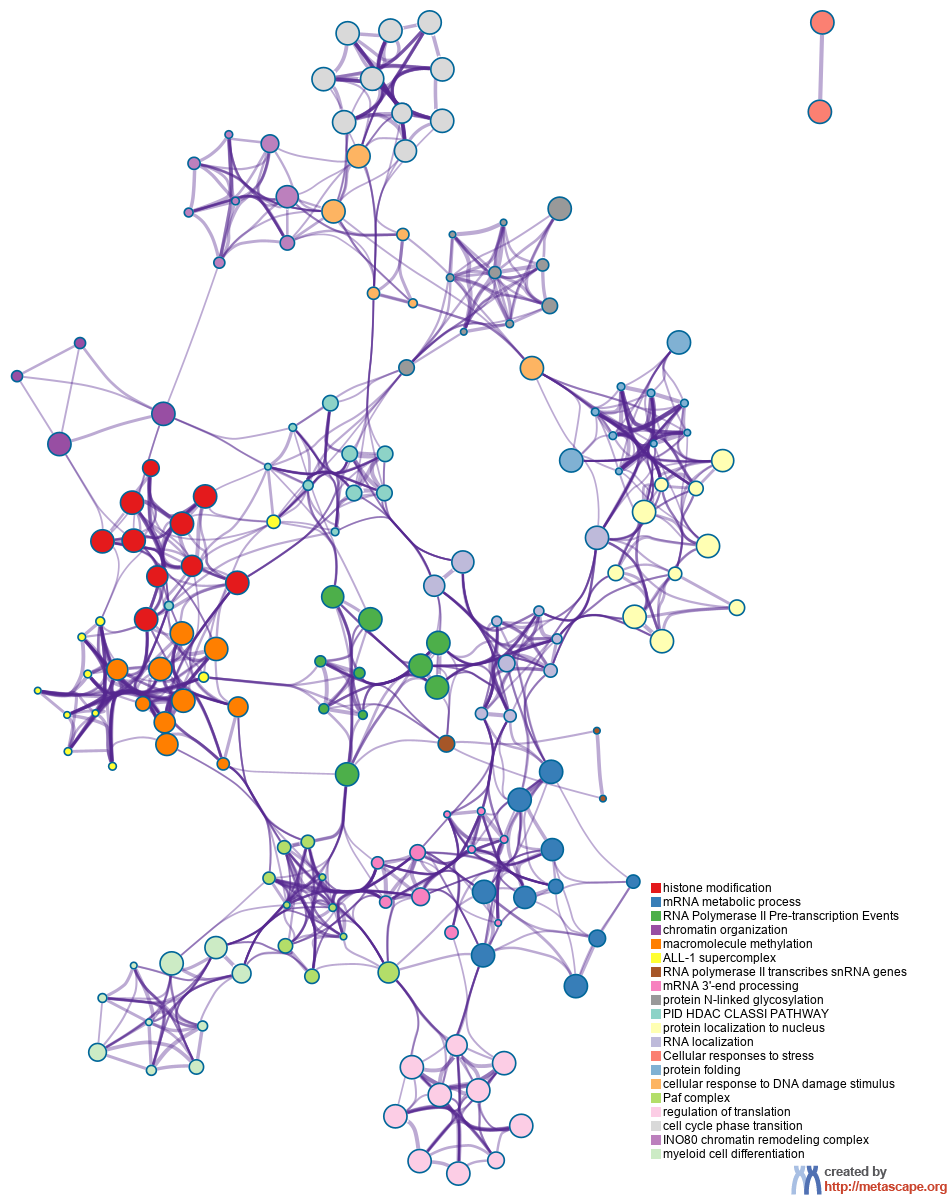 histone modification
mRNA metabolic process
RNA Polymerase II Pre-transcription Events
chromatin organization
macromolecule methylation
ALL-1 supercomplex
RNA polymerase II transcribes snRNA genes
mRNA 3'-end processing
protein N-linked glycosylation
PID HDAC CLASSI PATHWAY
protein localization to nucleus
RNA localization
Cellular responses to stress
protein folding
cellular response to DNA damage stimulus
Paf complex
regulation of translation
cell cycle phase transition
INO80 chromatin remodeling complex
myeloid cell differentiation
created by
http://metascape.org